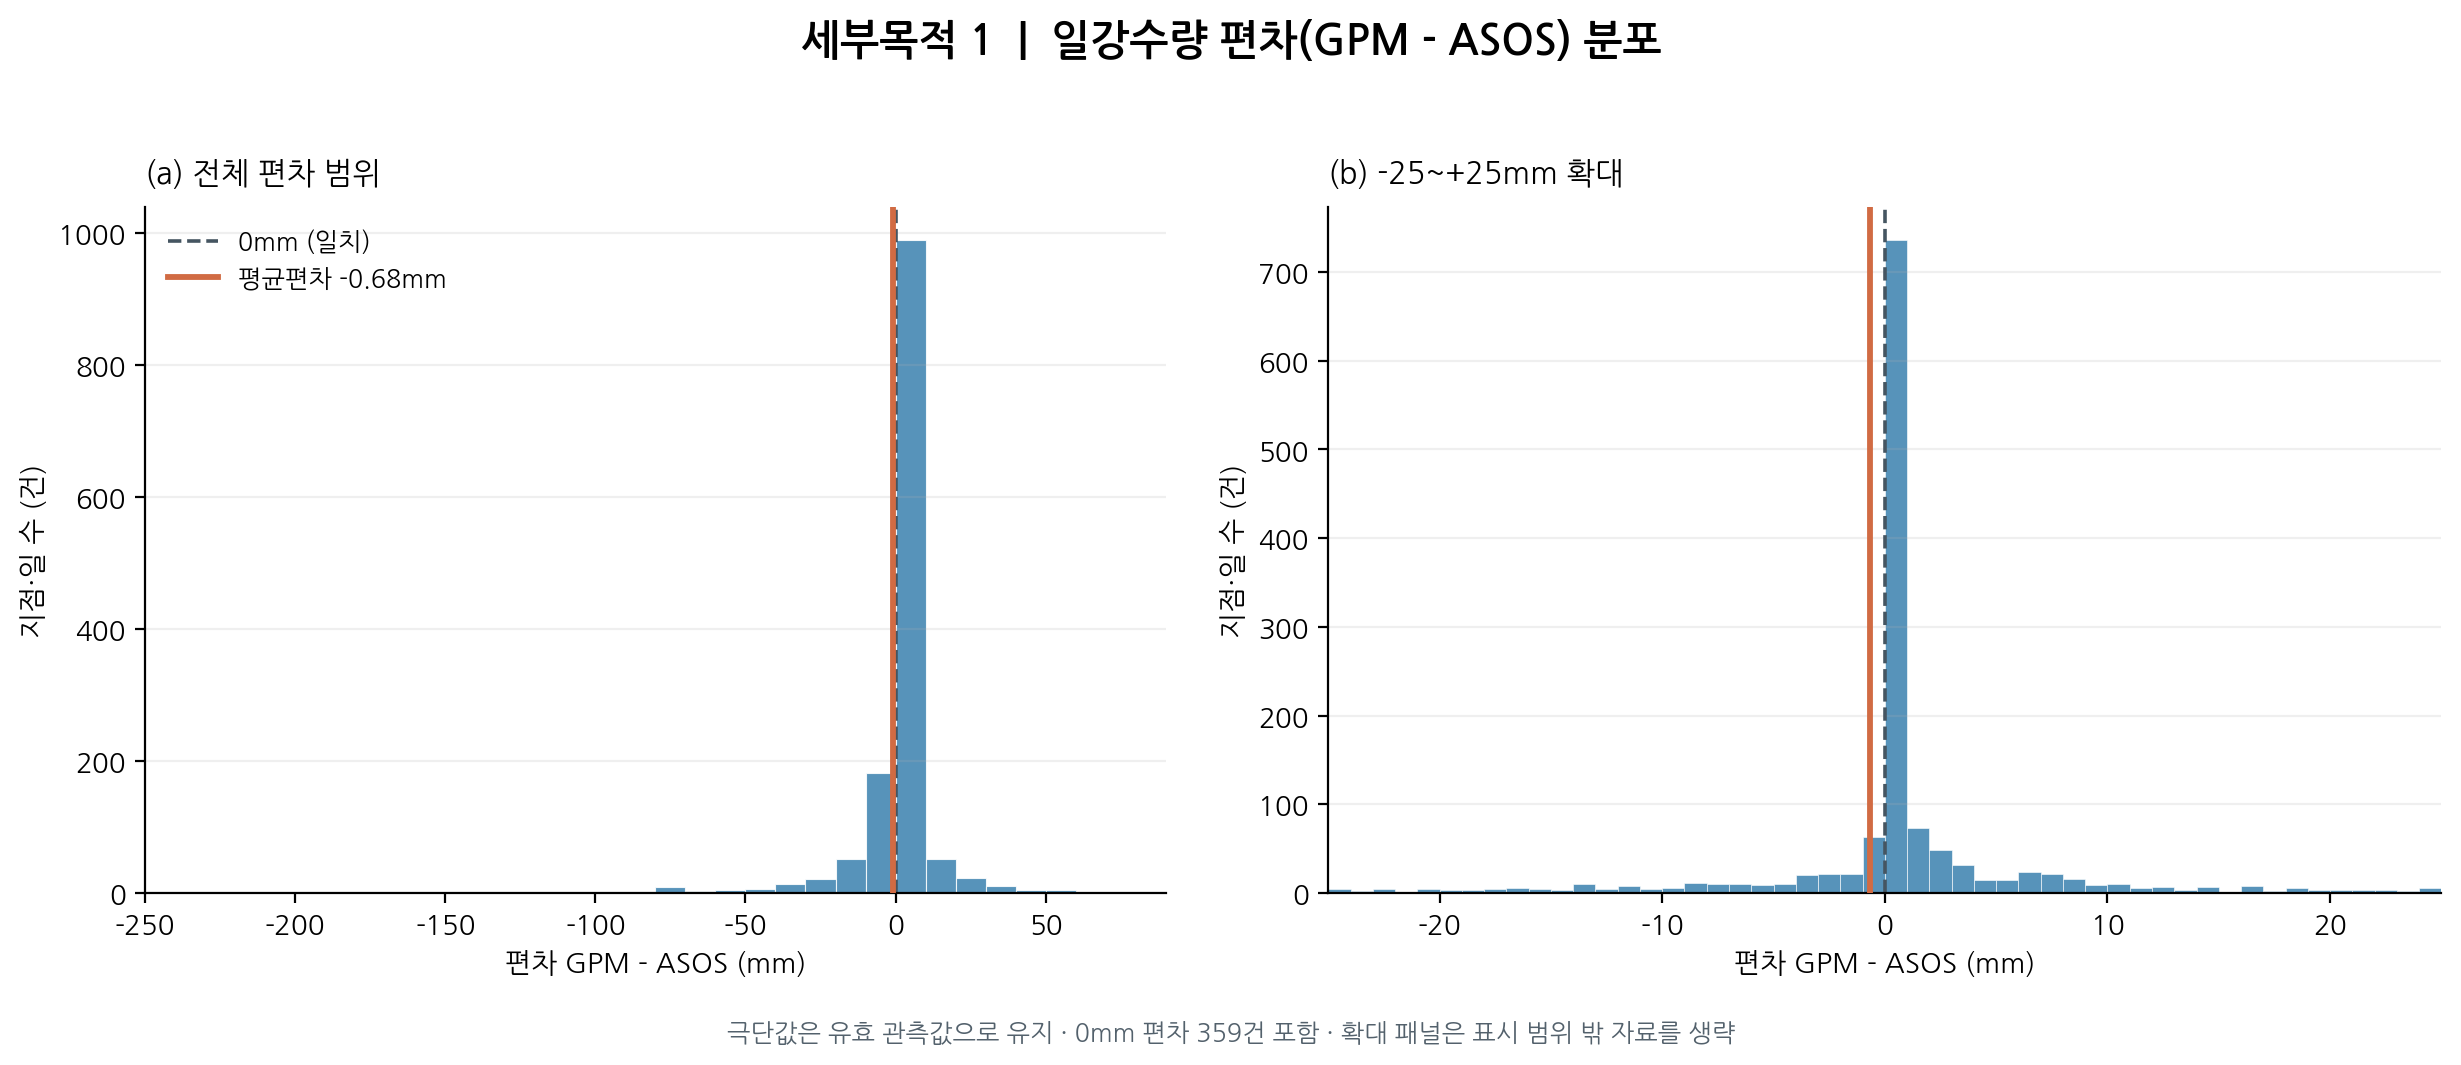 세부목적 1 | 일강수량 편차(GPM - ASOS) 분포
(a) 전체 편차 범위
0mm (일치)
평균편차 -0.68mm
지점·일 수 (건)
1000
800
600
400
200
0
-250 -200 -150 -100 -50 0 50
편차 GPM - ASOS (mm)
(b) -25~+25mm 확대
지점·일 수 (건)
700
600
500
400
300
200
100
0
-20 -10 0 10 20
편차 GPM - ASOS (mm)
극단값은 유효 관측값으로 유지 · 0mm 편차 359건 포함 · 확대 패널은 표시 범위 밖 자료를 생략